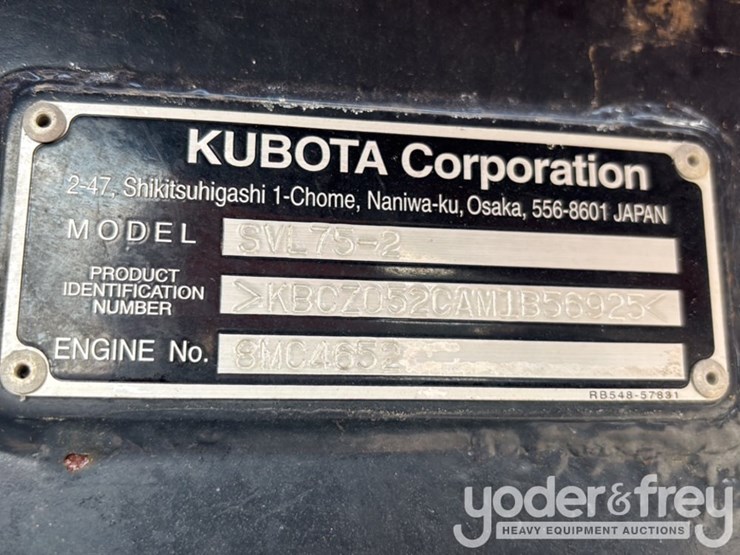 KUBOTA Corporation
2-47, Shikitsuhigashi 1-Chome, Naniwa-ku, Osaka, 556-8601 JAPAN
MODEL SVL75-2
PRODUCT IDENTIFICATION NUMBER >KBCZ052CAM1B56925<
ENGINE No. 8MC4652
RB548-57831
yoder&frey
HEAVY EQUIPMENT AUCTIONS